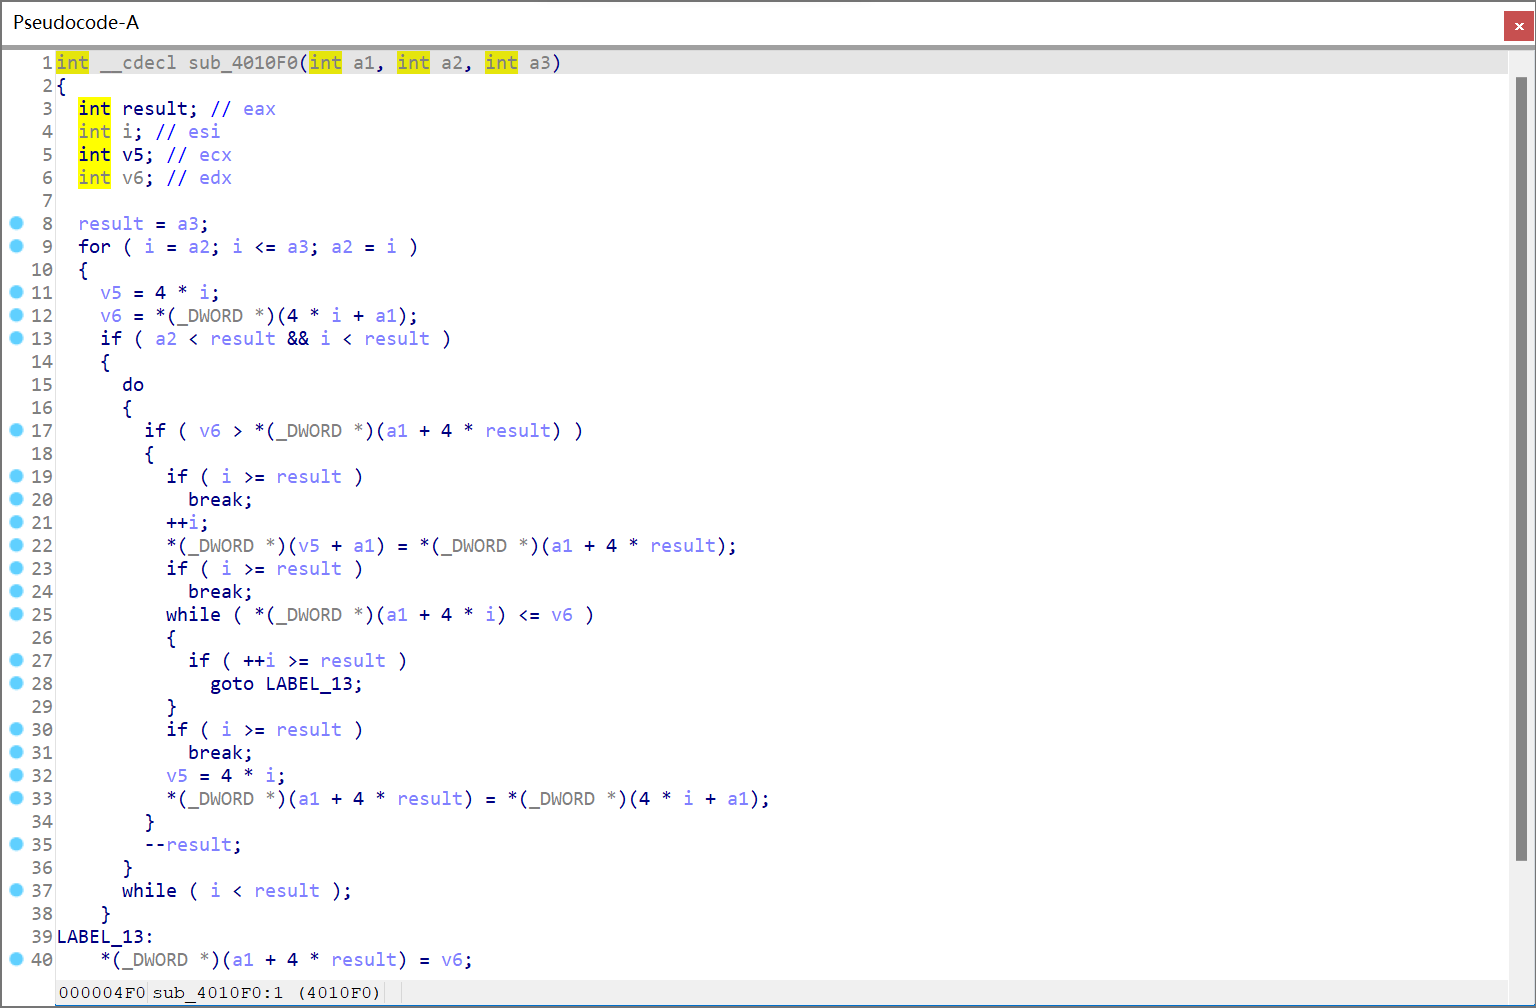 Pseudocode-A
×
1 int __cdecl sub_4010F0(int a1, int a2, int a3)
2 {
3   int result; // eax
4   int i; // esi
5   int v5; // ecx
6   int v6; // edx
7
8   result = a3;
9   for ( i = a2; i <= a3; a2 = i )
10   {
11     v5 = 4 * i;
12     v6 = *(_DWORD *)(4 * i + a1);
13     if ( a2 < result && i < result )
14     {
15       do
16       {
17         if ( v6 > *(_DWORD *)(a1 + 4 * result) )
18         {
19           if ( i >= result )
20             break;
21           ++i;
22           *(_DWORD *)(v5 + a1) = *(_DWORD *)(a1 + 4 * result);
23           if ( i >= result )
24             break;
25           while ( *(_DWORD *)(a1 + 4 * i) <= v6 )
26           {
27             if ( ++i >= result )
28               goto LABEL_13;
29           }
30           if ( i >= result )
31             break;
32           v5 = 4 * i;
33           *(_DWORD *)(a1 + 4 * result) = *(_DWORD *)(4 * i + a1);
34         }
35         --result;
36       }
37       while ( i < result );
38     }
39 LABEL_13:
40     *(_DWORD *)(a1 + 4 * result) = v6;
000004F0 sub_4010F0:1 (4010F0)